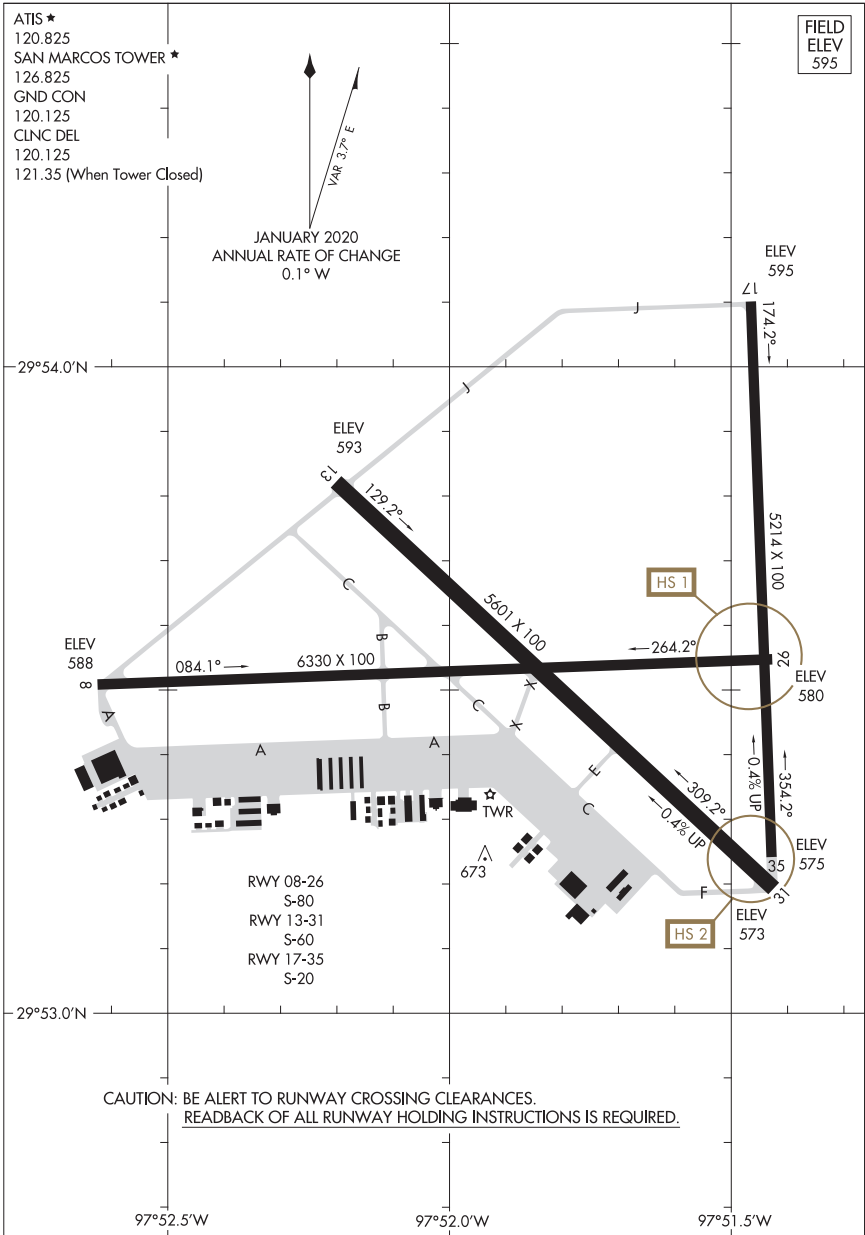 ATIS ★
120.825
SAN MARCOS TOWER ★
126.825
GND CON
120.125
CLNC DEL
120.125
121.35 (When Tower Closed)
FIELD
ELEV
595
VAR 3.7° E
JANUARY 2020
ANNUAL RATE OF CHANGE
0.1° W
ELEV
595
17
174.2°
J
J
29°54.0'N
ELEV
593
13
129.2°
5214 X 100
HS 1
C
5601 X 100
B
ELEV
588
8
084.1°
6330 X 100
264.2°
26
ELEV
580
A
B
C
X
X
A
A
E
C
309.2°
0.4% UP
0.4% UP
354.2°
TWR
673
ELEV
575
35
31
F
ELEV
573
HS 2
RWY 08-26
S-80
RWY 13-31
S-60
RWY 17-35
S-20
29°53.0'N
CAUTION: BE ALERT TO RUNWAY CROSSING CLEARANCES.
READBACK OF ALL RUNWAY HOLDING INSTRUCTIONS IS REQUIRED.
97°52.5'W
97°52.0'W
97°51.5'W